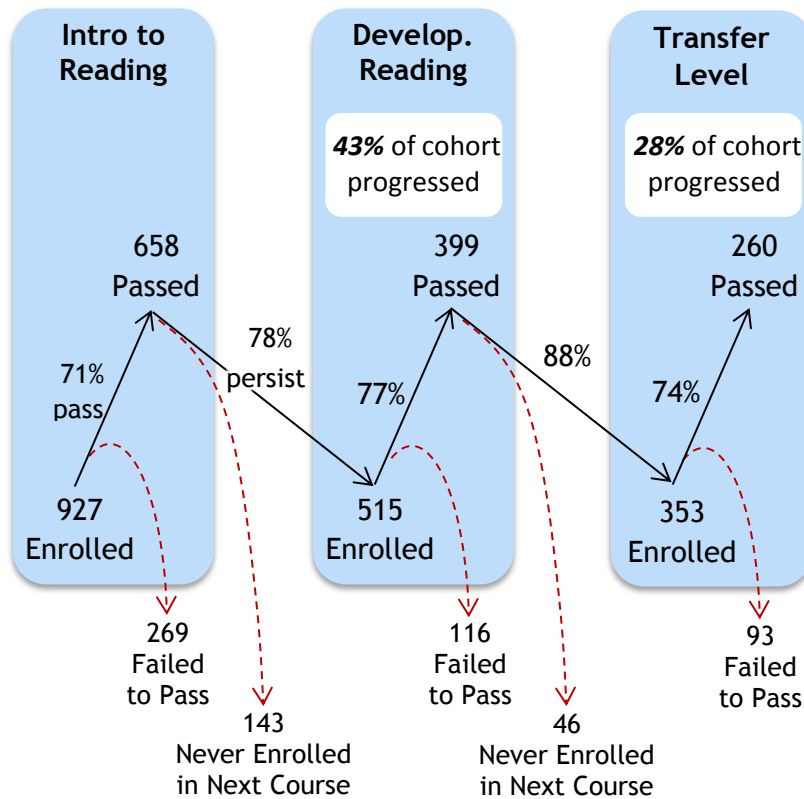 Intro to
Reading
658
Passed
71%
pass
927
Enrolled
269
Failed
to Pass
78%
persist
143
Never Enrolled
in Next Course
Develop.
Reading
43% of cohort
progressed
399
Passed
77%
515
Enrolled
116
Failed
to Pass
88%
46
Never Enrolled
in Next Course
Transfer
Level
28% of cohort
progressed
260
Passed
74%
353
Enrolled
93
Failed
to Pass